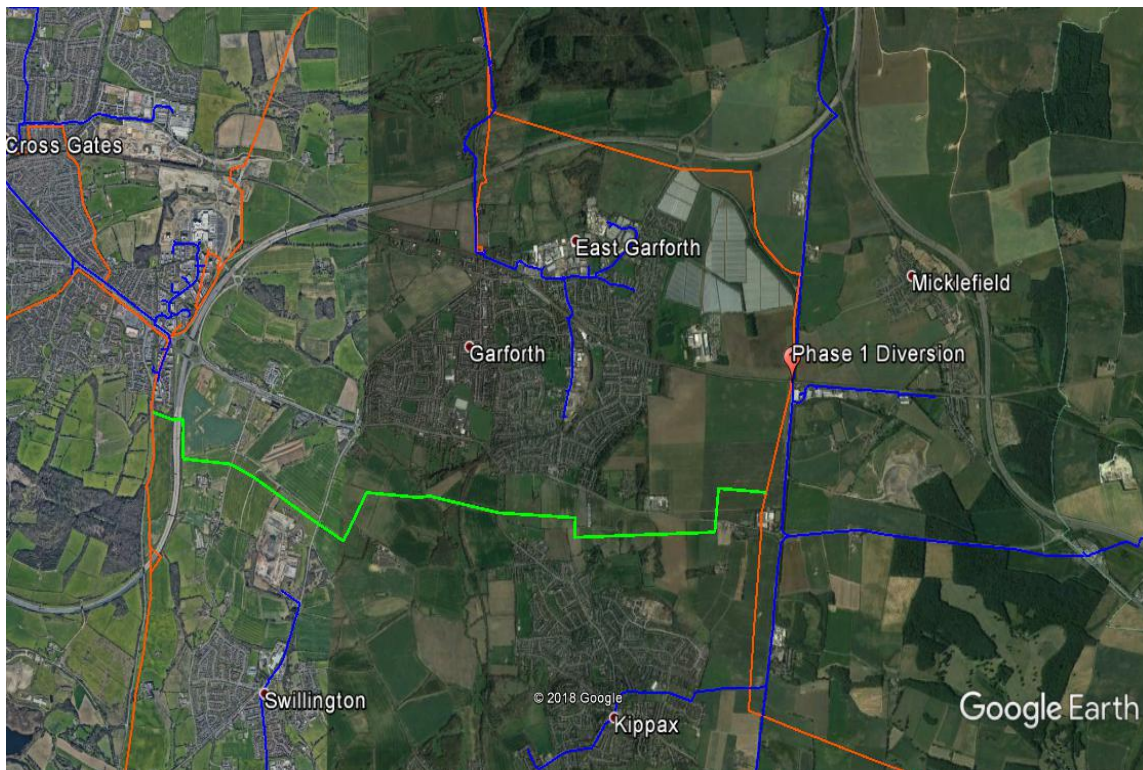 Cross Gates
East Garforth
Micklefield
Garforth
Phase 1 Diversion
Swillington
© 2018 Google
Kippax
Google Earth